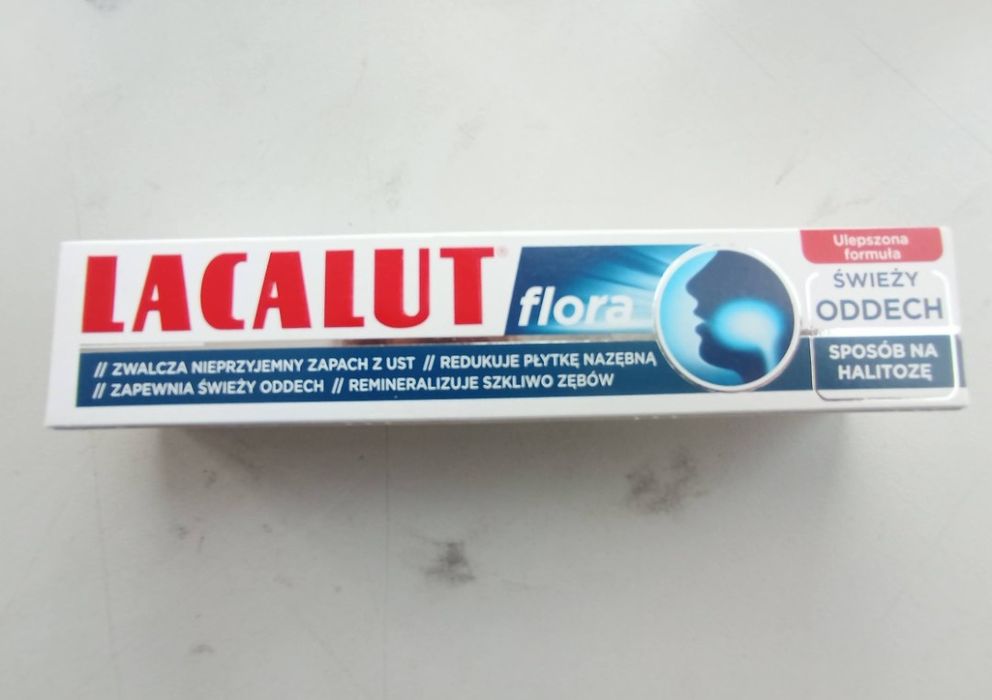 LACALUT®
flora
// ZWALCZA NIEPRZYJEMNY ZAPACH Z UST // REDUKUJE PŁYTKĘ NAZĘBNĄ
// ZAPEWNIA ŚWIEŻY ODDECH // REMINERALIZUJE SZKLIWO ZĘBÓW
Ulepszona
formuła
ŚWIEŻY
ODDECH
SPOSÓB NA
HALITOZĘ